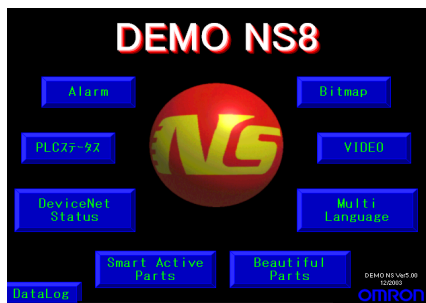 DEMO NS8
Alarm
Bitmap
NS
PLCｽﾃｰﾀｽ
VIDEO
DeviceNet
Status
Multi
Language
Smart Active
Parts
Beautiful
Parts
DEMO NS Ver5.00
12/2003
DataLog
OMRON